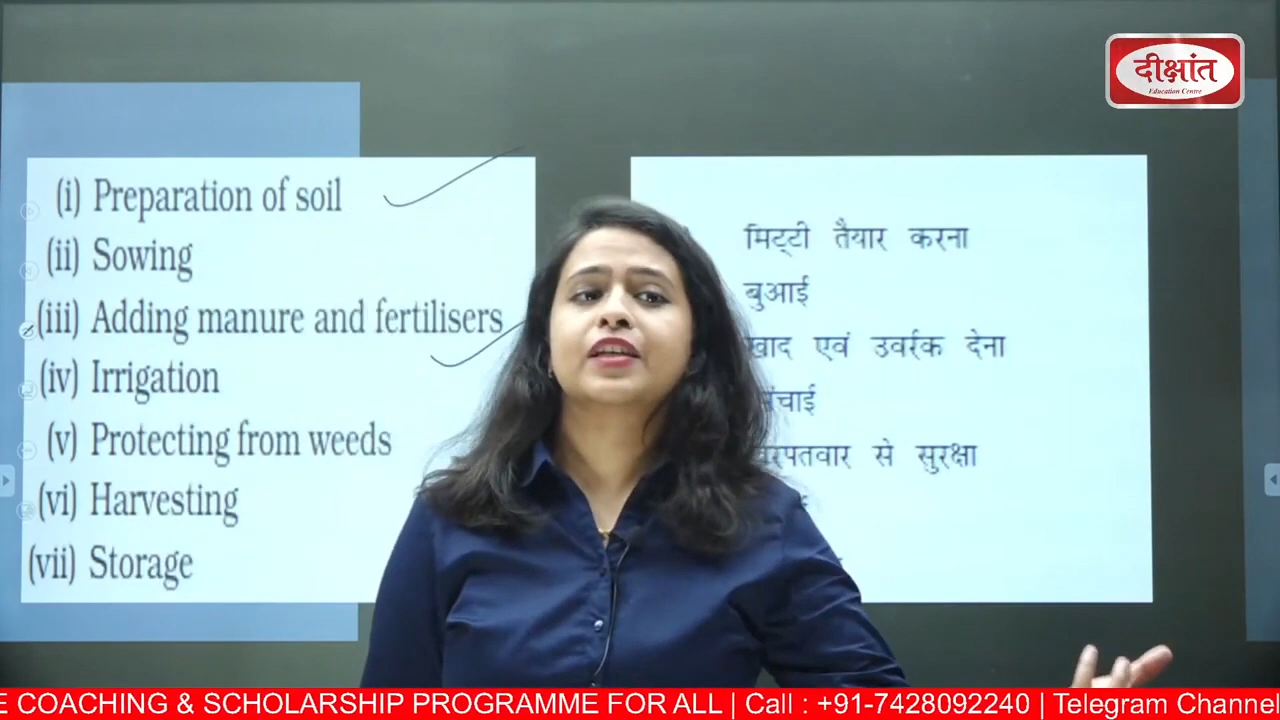 दीक्षांत
Education Centre
(i) Preparation of soil
(ii) Sowing
(iii) Adding manure and fertilisers
(iv) Irrigation
(v) Protecting from weeds
(vi) Harvesting
(vii) Storage
मिट्टी तैयार करना
बुआई
खाद एवं उर्वरक देना
से सुरक्षा
E COACHING & SCHOLARSHIP PROGRAMME FOR ALL | Call : +91-7428092240 | Telegram Channel